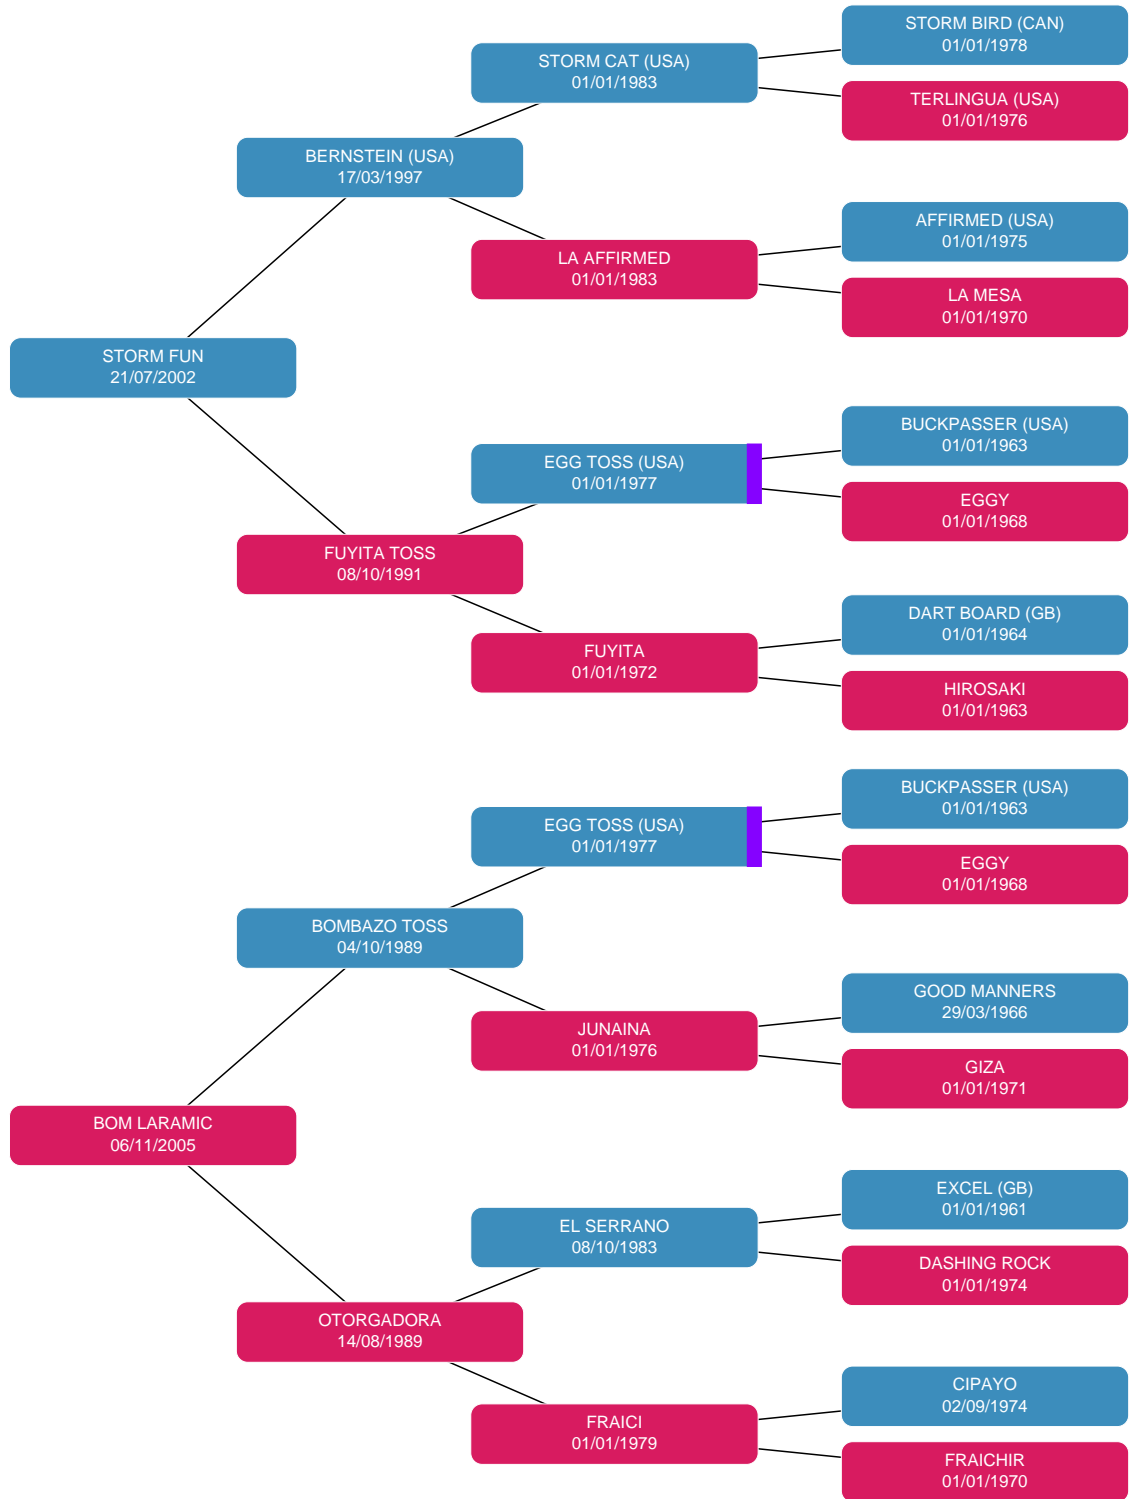 STORM BIRD (CAN)
01/01/1978
STORM CAT (USA)
01/01/1983
TERLINGUA (USA)
01/01/1976
BERNSTEIN (USA)
17/03/1997
AFFIRMED (USA)
01/01/1975
LA AFFIRMED
01/01/1983
LA MESA
01/01/1970
STORM FUN
21/07/2002
BUCKPASSER (USA)
01/01/1963
EGG TOSS (USA)
01/01/1977
EGGY
01/01/1968
FUYITA TOSS
08/10/1991
DART BOARD (GB)
01/01/1964
FUYITA
01/01/1972
HIROSAKI
01/01/1963
BUCKPASSER (USA)
01/01/1963
EGG TOSS (USA)
01/01/1977
EGGY
01/01/1968
BOMBAZO TOSS
04/10/1989
GOOD MANNERS
29/03/1966
JUNAINA
01/01/1976
GIZA
01/01/1971
BOM LARAMIC
06/11/2005
EXCEL (GB)
01/01/1961
EL SERRANO
08/10/1983
DASHING ROCK
01/01/1974
OTORGADORA
14/08/1989
CIPAYO
02/09/1974
FRAICI
01/01/1979
FRAICHIR
01/01/1970